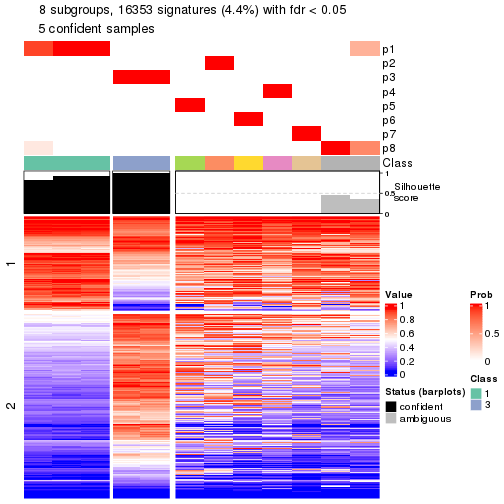 8 subgroups, 16353 signatures (4.4%) with fdr < 0.05
5 confident samples
p1
p2
p3
p4
p5
p6
p7
p8
Class
1
0.5
0
Silhouette
score
1
2
Value
1
0.8
0.6
0.4
0.2
0
Prob
1
0.5
0
Status (barplots)
confident
ambiguous
Class
1
3